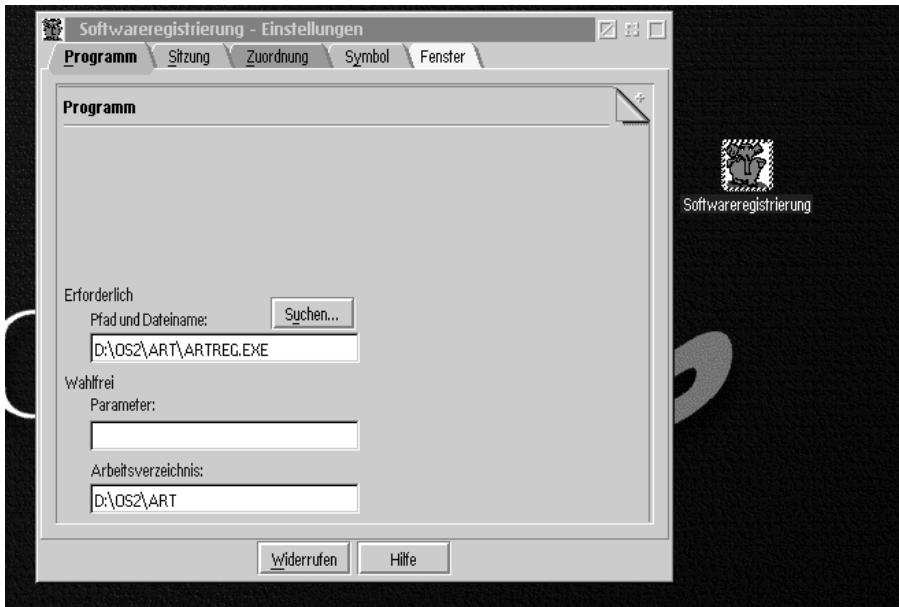 Softwareregistrierung - Einstellungen
Programm Sitzung Zuordnung Symbol Fenster
Programm
Softwareregistrierung
Erforderlich
Pfad und Dateiname: Suchen...
D:\OS2\ART\ARTREG.EXE
Wahlfrei
Parameter:
Arbeitsverzeichnis:
D:\OS2\ART
Widerrufen Hilfe